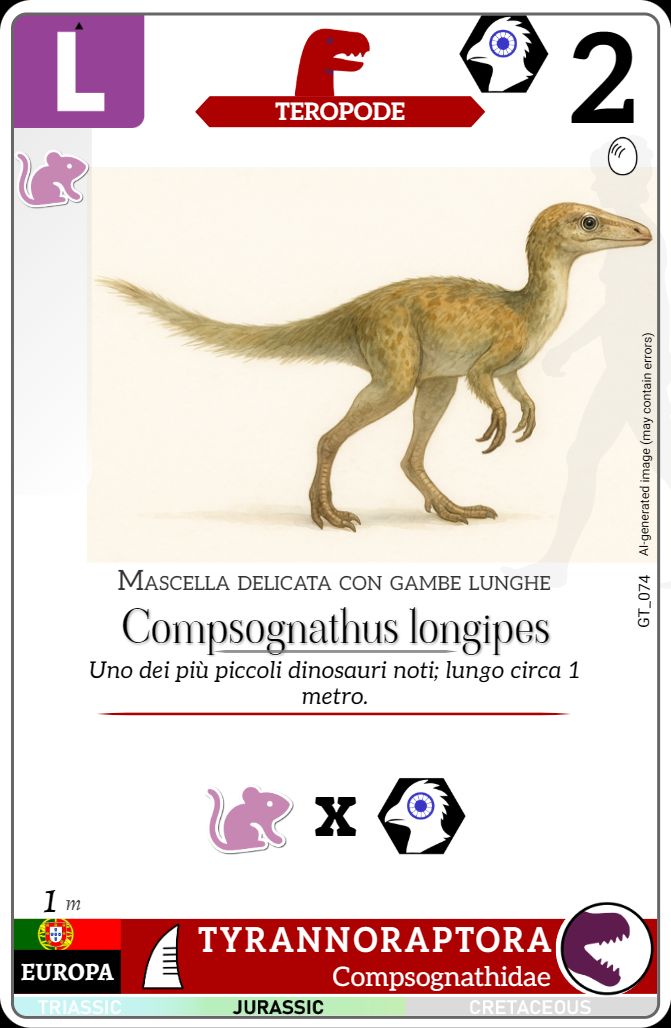 L
TEROPODE
2
AI-generated image (may contain errors)
GT_074
Mascella delicata con gambe lunghe
Compsognathus longipes
Uno dei più piccoli dinosauri noti; lungo circa 1
metro.
x
1 m
EUROPA
TYRANNORAPTORA
Compsognathidae
TRIASSIC JURASSIC CRETACEOUS